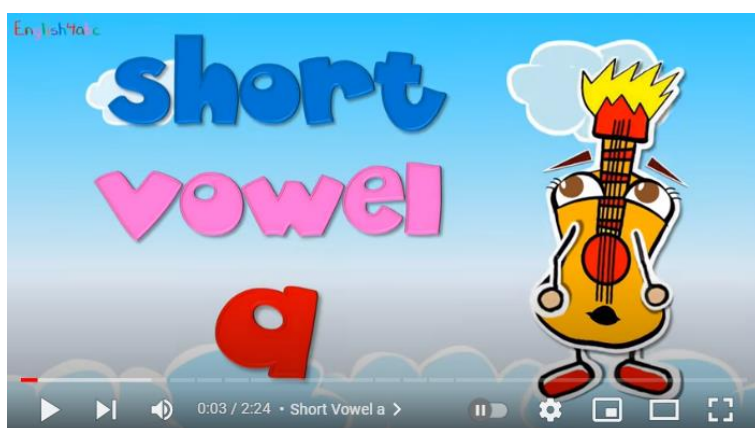 English4abc
short
vowel
a
0:03 / 2:24 • Short Vowel a >